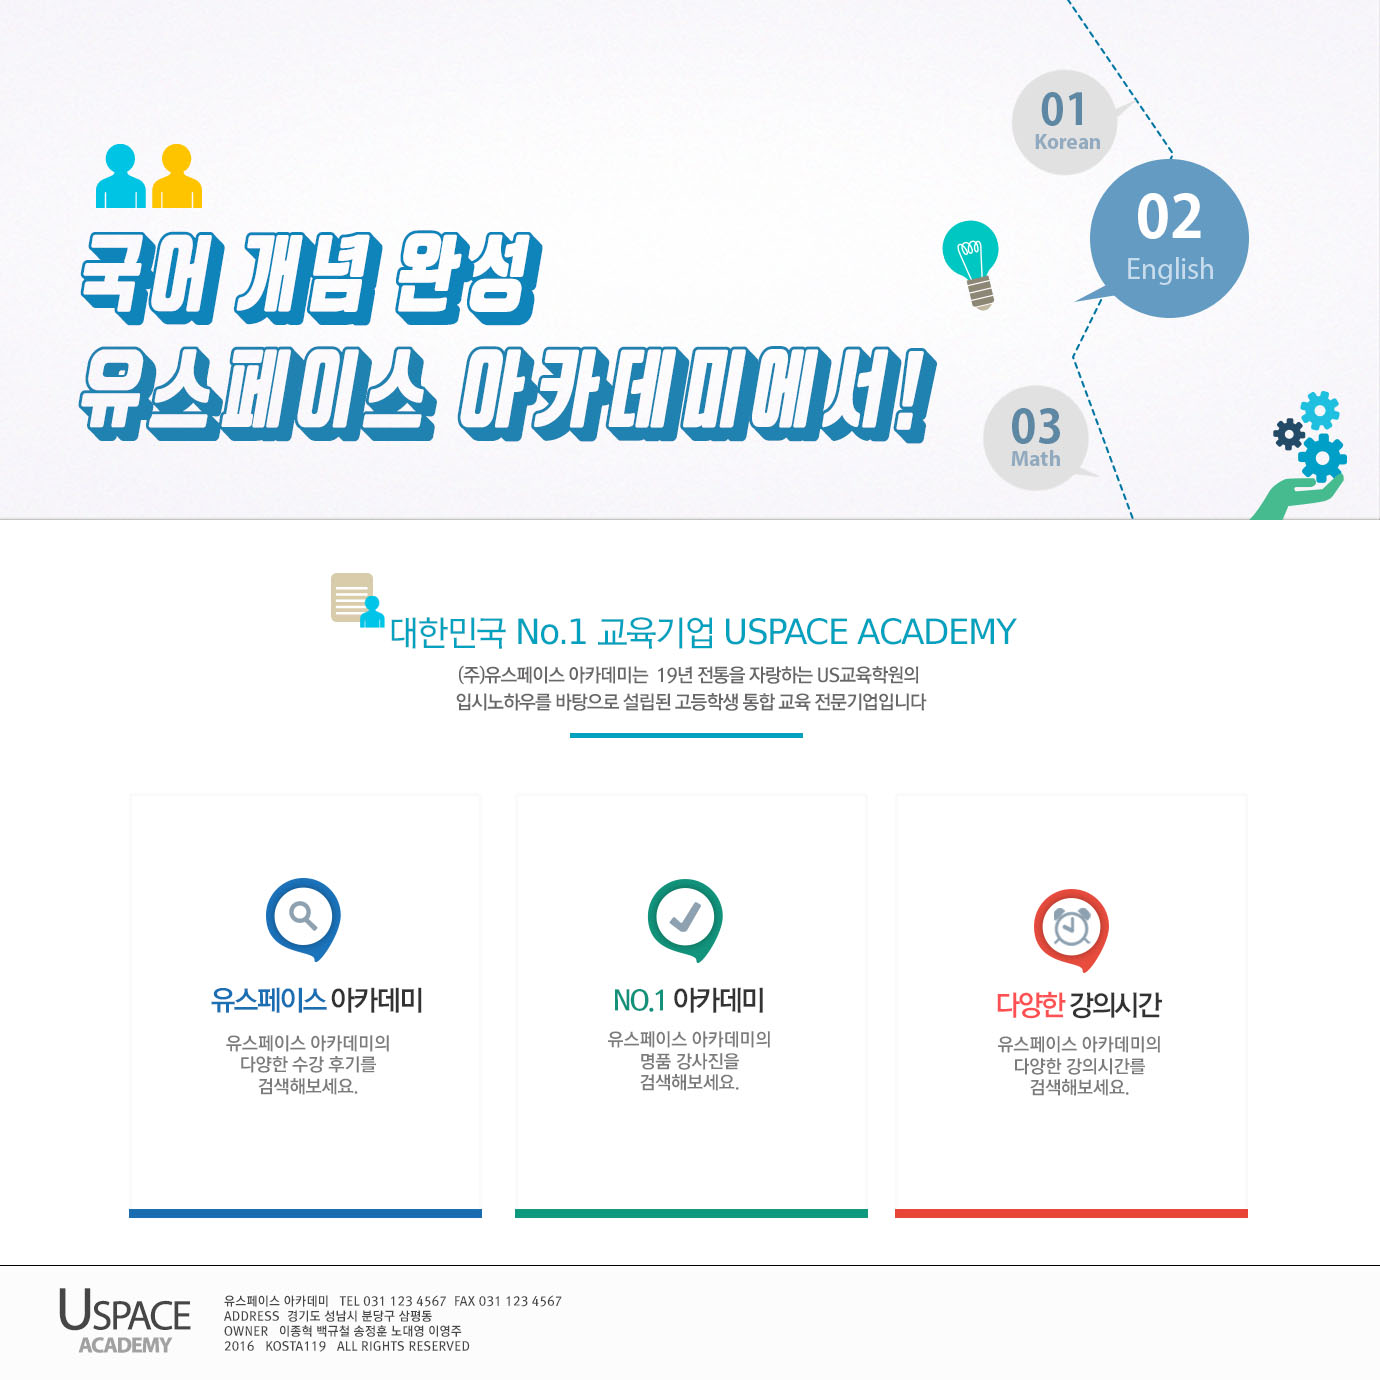 국어 개념 완성
유스페이스 아카데미에서!
01
Korean
02
English
03
Math
대한민국 No.1 교육기업 USPACE ACADEMY
(주)유스페이스 아카데미는 19년 전통을 자랑하는 US교육학원의
입시노하우를 바탕으로 설립된 고등학생 통합 교육 전문기업입니다
유스페이스 아카데미
유스페이스 아카데미의
다양한 수강 후기를
검색해보세요.
NO.1 아카데미
유스페이스 아카데미의
명품 강사진을
검색해보세요.
다양한 강의시간
유스페이스 아카데미의
다양한 강의시간를
검색해보세요.
USPACE
ACADEMY
유스페이스 아카데미 TEL 031 123 4567 FAX 031 123 4567
ADDRESS 경기도 성남시 분당구 삼평동
OWNER 이종혁 백규철 송정훈 노대영 이영주
2016 KOSTA119 ALL RIGHTS RESERVED